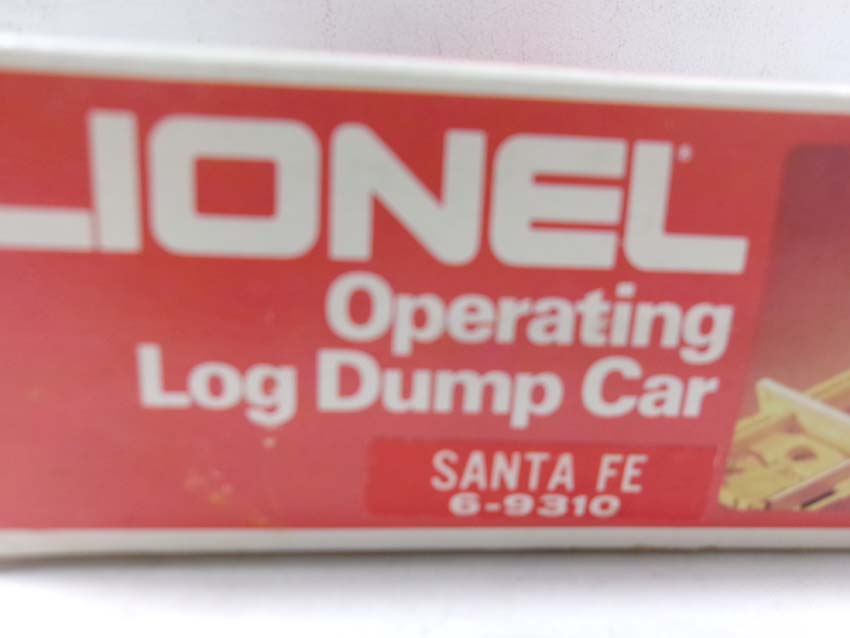 LIONEL
Operating
Log Dump Car
SANTA FE
6-9310